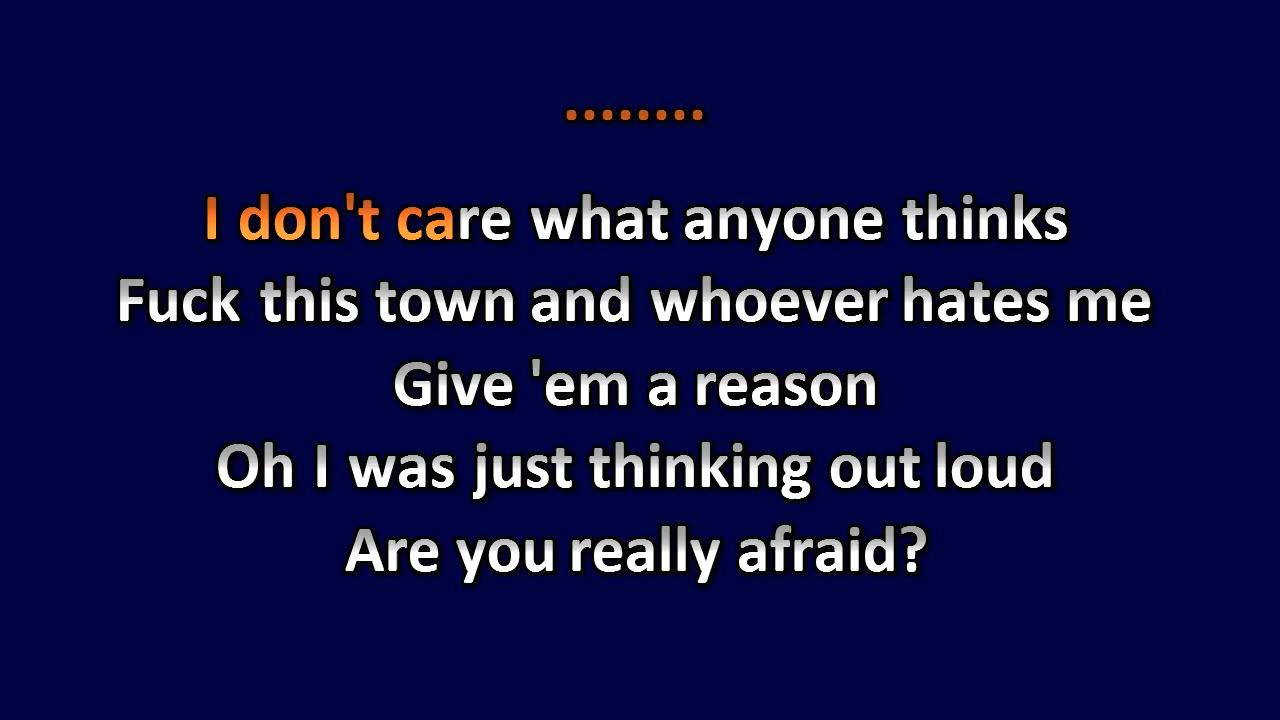 ........
I don't care what anyone thinks
Fuck this town and whoever hates me
Give 'em a reason
Oh I was just thinking out loud
Are you really afraid?